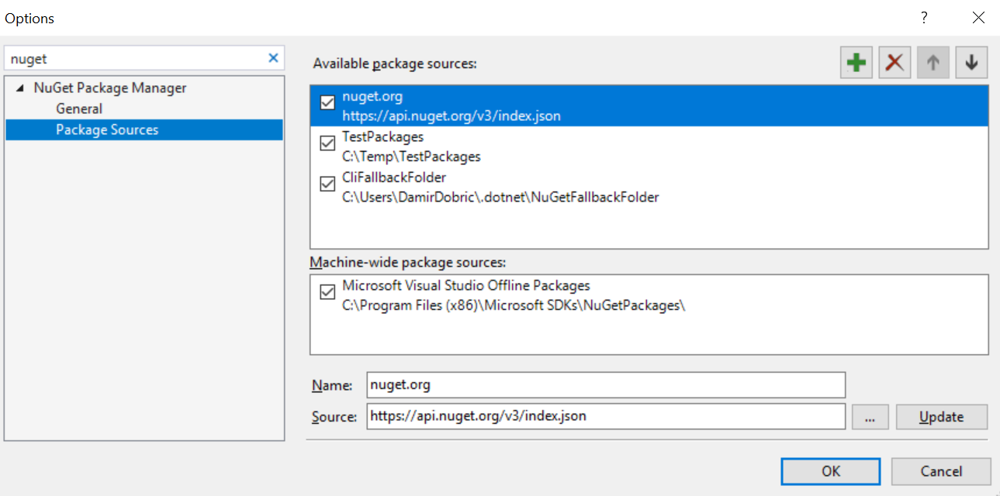 Options
?
nuget
NuGet Package Manager
General
Package Sources
Available package sources:
nuget.org
https://api.nuget.org/v3/index.json
TestPackages
C:\Temp\TestPackages
CliFallbackFolder
C:\Users\DamirDobric\.dotnet\NuGetFallbackFolder
Machine-wide package sources:
Microsoft Visual Studio Offline Packages
C:\Program Files (x86)\Microsoft SDKs\NuGetPackages\
Name:
nuget.org
Source:
https://api.nuget.org/v3/index.json
...
Update
OK
Cancel